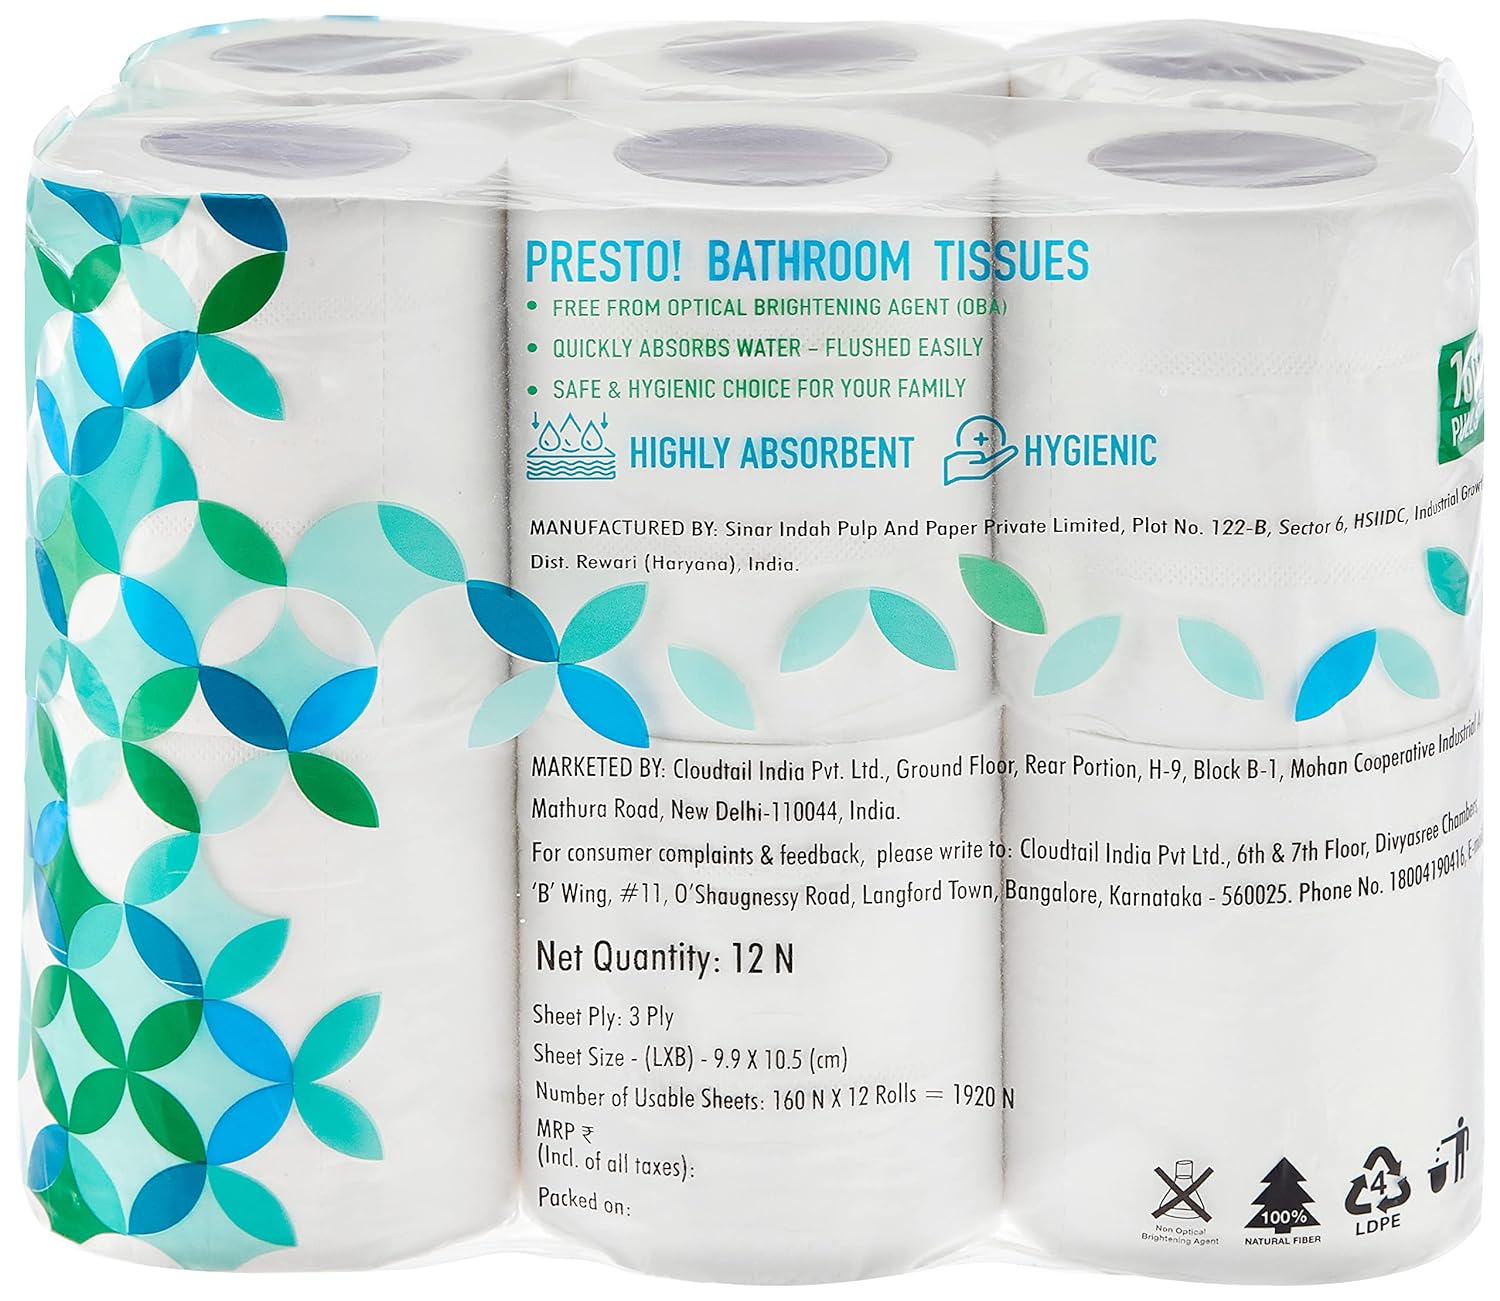 PRESTO! BATHROOM TISSUES
• FREE FROM OPTICAL BRIGHTENING AGENT (OBA)
• QUICKLY ABSORBS WATER – FLUSHED EASILY
• SAFE & HYGIENIC CHOICE FOR YOUR FAMILY
HIGHLY ABSORBENT HYGIENIC
MANUFACTURED BY: Sinar Indah Pulp And Paper Private Limited, Plot No. 122-B, Sector 6, HSIIDC, Industrial
Dist. Rewari (Haryana), India.
MARKETED BY: Cloudtail India Pvt. Ltd., Ground Floor, Rear Portion, H-9, Block B-1, Mohan Cooperative Industrial
Mathura Road, New Delhi-110044, India.
For consumer complaints & feedback, please write to: Cloudtail India Pvt Ltd., 6th & 7th Floor, Divyasree Chambers,
'B' Wing, #11, O'Shaugnessy Road, Langford Town, Bangalore, Karnataka - 560025. Phone No. 18004190416,
Net Quantity: 12 N
Sheet Ply: 3 Ply
Sheet Size - (LXB) - 9.9 X 10.5 (cm)
Number of Usable Sheets: 160 N X 12 Rolls = 1920 N
MRP ₹
(Incl. of all taxes):
Packed on:
Non Optical
Brightening Agent
100%
NATURAL FIBER
4
LDPE